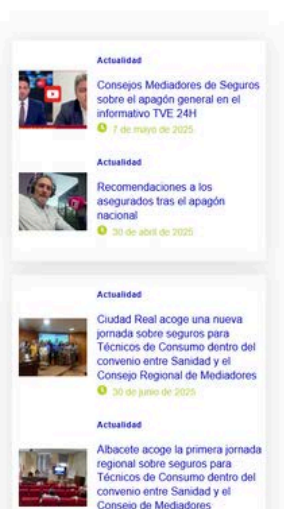 Actualidad
Consejos Mediadores de Seguros
sobre el apagón general en el
informativo TVE 24H
7 de mayo de 2025
Actualidad
Recomendaciones a los
asegurados tras el apagón
nacional
30 de abril de 2025
Actualidad
Ciudad Real acoge una nueva
jornada sobre seguros para
Técnicos de Consumo dentro del
convenio entre Sanidad y el
Consejo Regional de Mediadores
30 de junio de 2025
Actualidad
Albacete acoge la primera jornada
regional sobre seguros para
Técnicos de Consumo dentro del
convenio entre Sanidad y el
Consejo de Mediadores